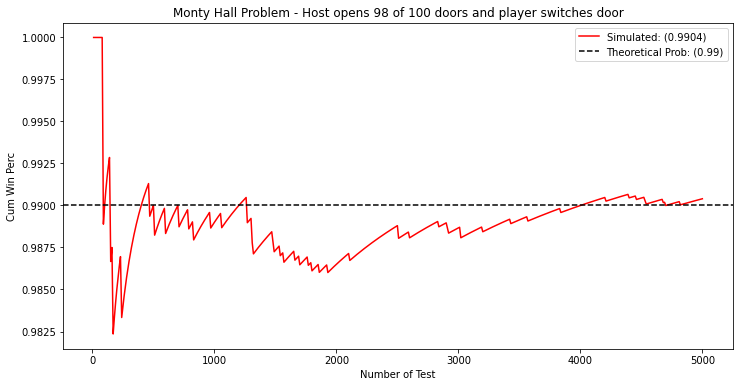 Monty Hall Problem - Host opens 98 of 100 doors and player switches door
Simulated: (0.9904)
Theoretical Prob: (0.99)
Cum Win Perc
1.0000
0.9975
0.9950
0.9925
0.9900
0.9875
0.9850
0.9825
0 1000 2000 3000 4000 5000
Number of Test